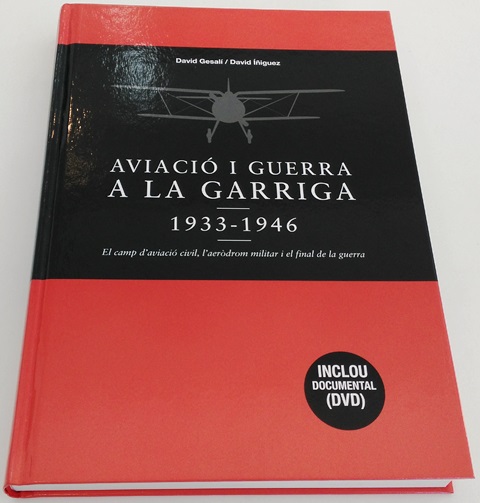 David Gesalí / David Íñiguez
AVIACIÓ I GUERRA
A LA GARRIGA
1933-1946
El camp d'aviació civil, l'aeròdrom militar i el final de la guerra
INCLOU
DOCUMENTAL
(DVD)